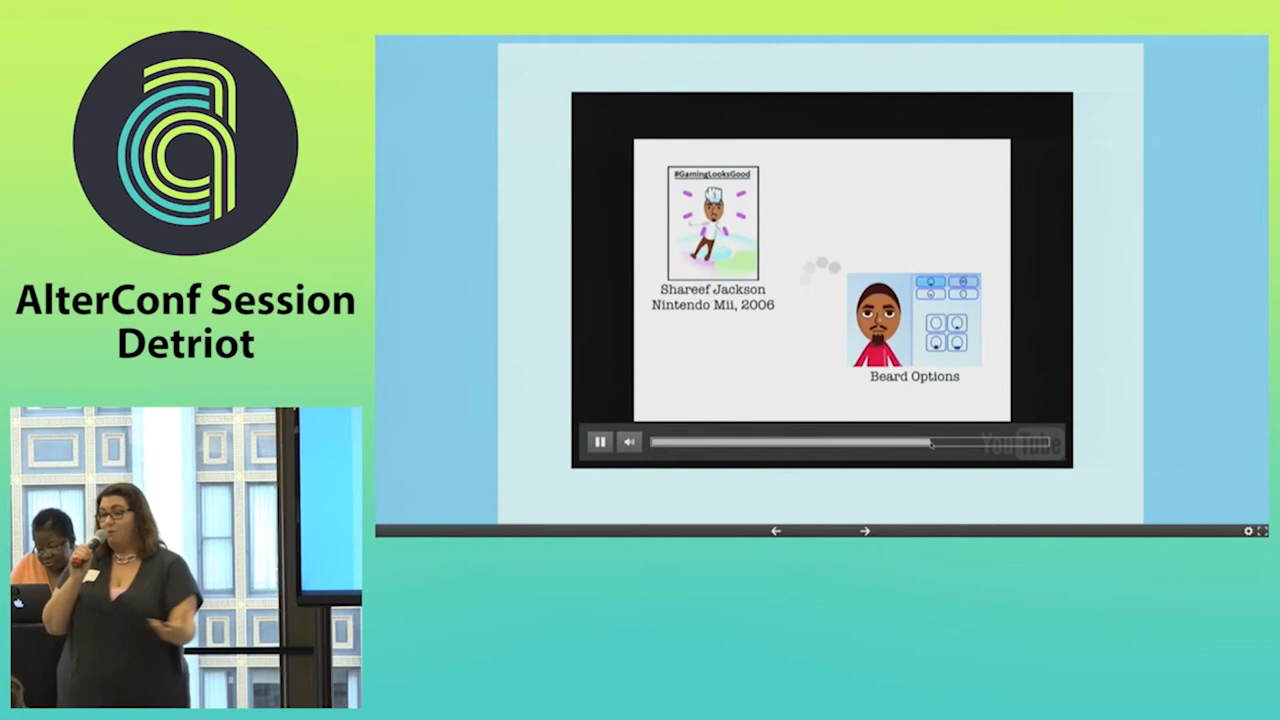 AlterConf Session
Detriot
#GamingLooksGood
Shareef Jackson
Nintendo Mii, 2006
Beard Options
YouTube